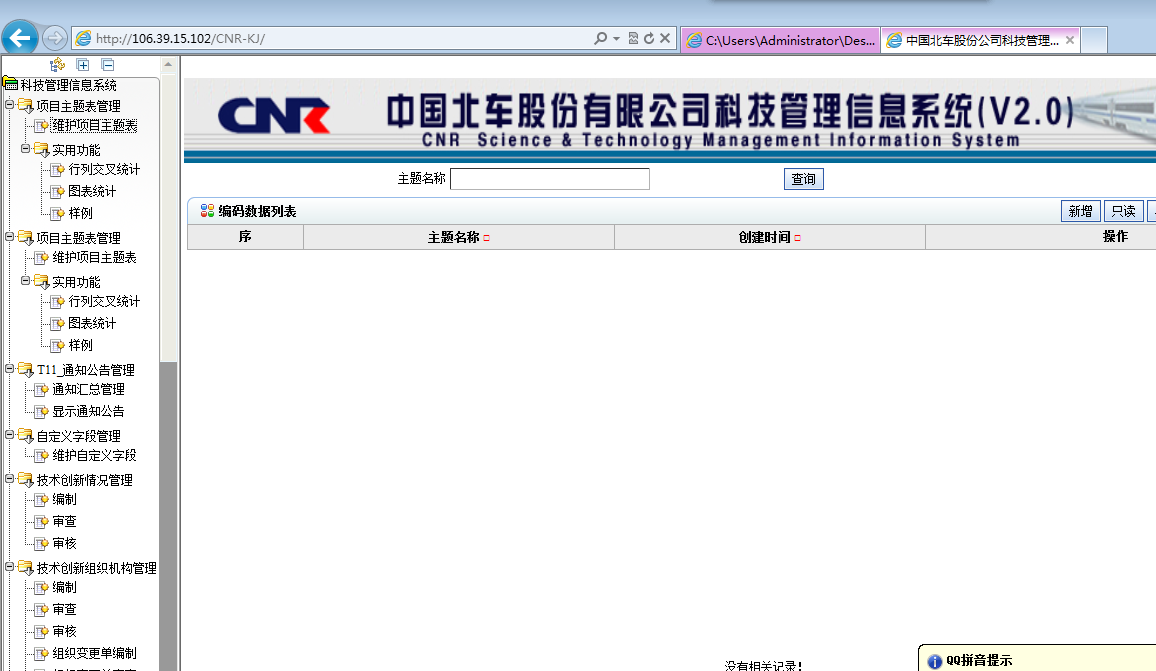 http://106.39.15.102/CNR-KJ/
C:\Users\Administrator\Des...
中国北车股份公司科技管理...
科技管理信息系统
项目主题表管理
维护项目主题表
实用功能
行列交叉统计
图表统计
样例
项目主题表管理
维护项目主题表
实用功能
行列交叉统计
图表统计
样例
T11_通知公告管理
通知汇总管理
显示通知公告
自定义字段管理
维护自定义字段
技术创新情况管理
编制
审查
审核
技术创新组织机构管理
编制
审查
审核
组织变更单编制
CNR
中国北车股份有限公司科技管理信息系统(V2.0)
CNR Science & Technology Management Information System
主题名称
查询
编码数据列表
新增 只读
序 主题名称 创建时间 操作
没有相关记录!
QQ拼音提示